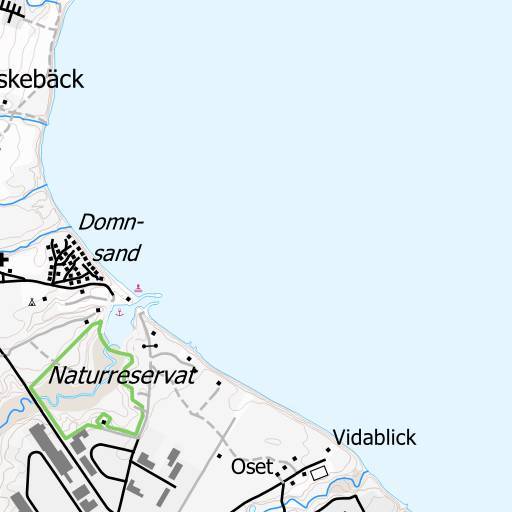 skebäck
Domn-
sand
Naturreservat
Vidablick
Oset